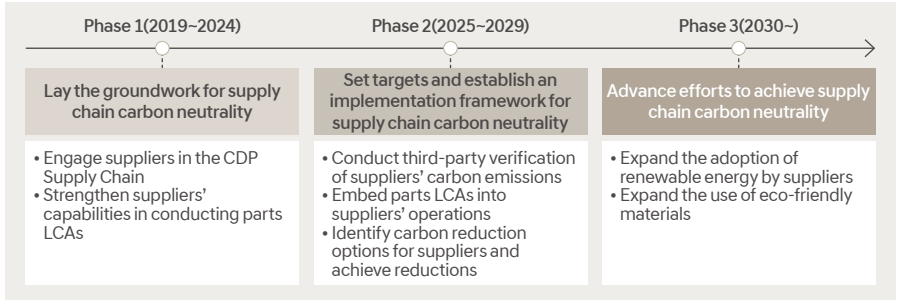 Phase 1(2019~2024)
Lay the groundwork for supply
chain carbon neutrality
• Engage suppliers in the CDP
Supply Chain
• Strengthen suppliers’
capabilities in conducting parts
LCAs
Phase 2(2025~2029)
Set targets and establish an
implementation framework for
supply chain carbon neutrality
• Conduct third-party verification
of suppliers’ carbon emissions
• Embed parts LCAs into
suppliers’ operations
• Identify carbon reduction
options for suppliers and
achieve reductions
Phase 3(2030~)
Advance efforts to achieve supply
chain carbon neutrality
• Expand the adoption of
renewable energy by suppliers
• Expand the use of eco-friendly
materials